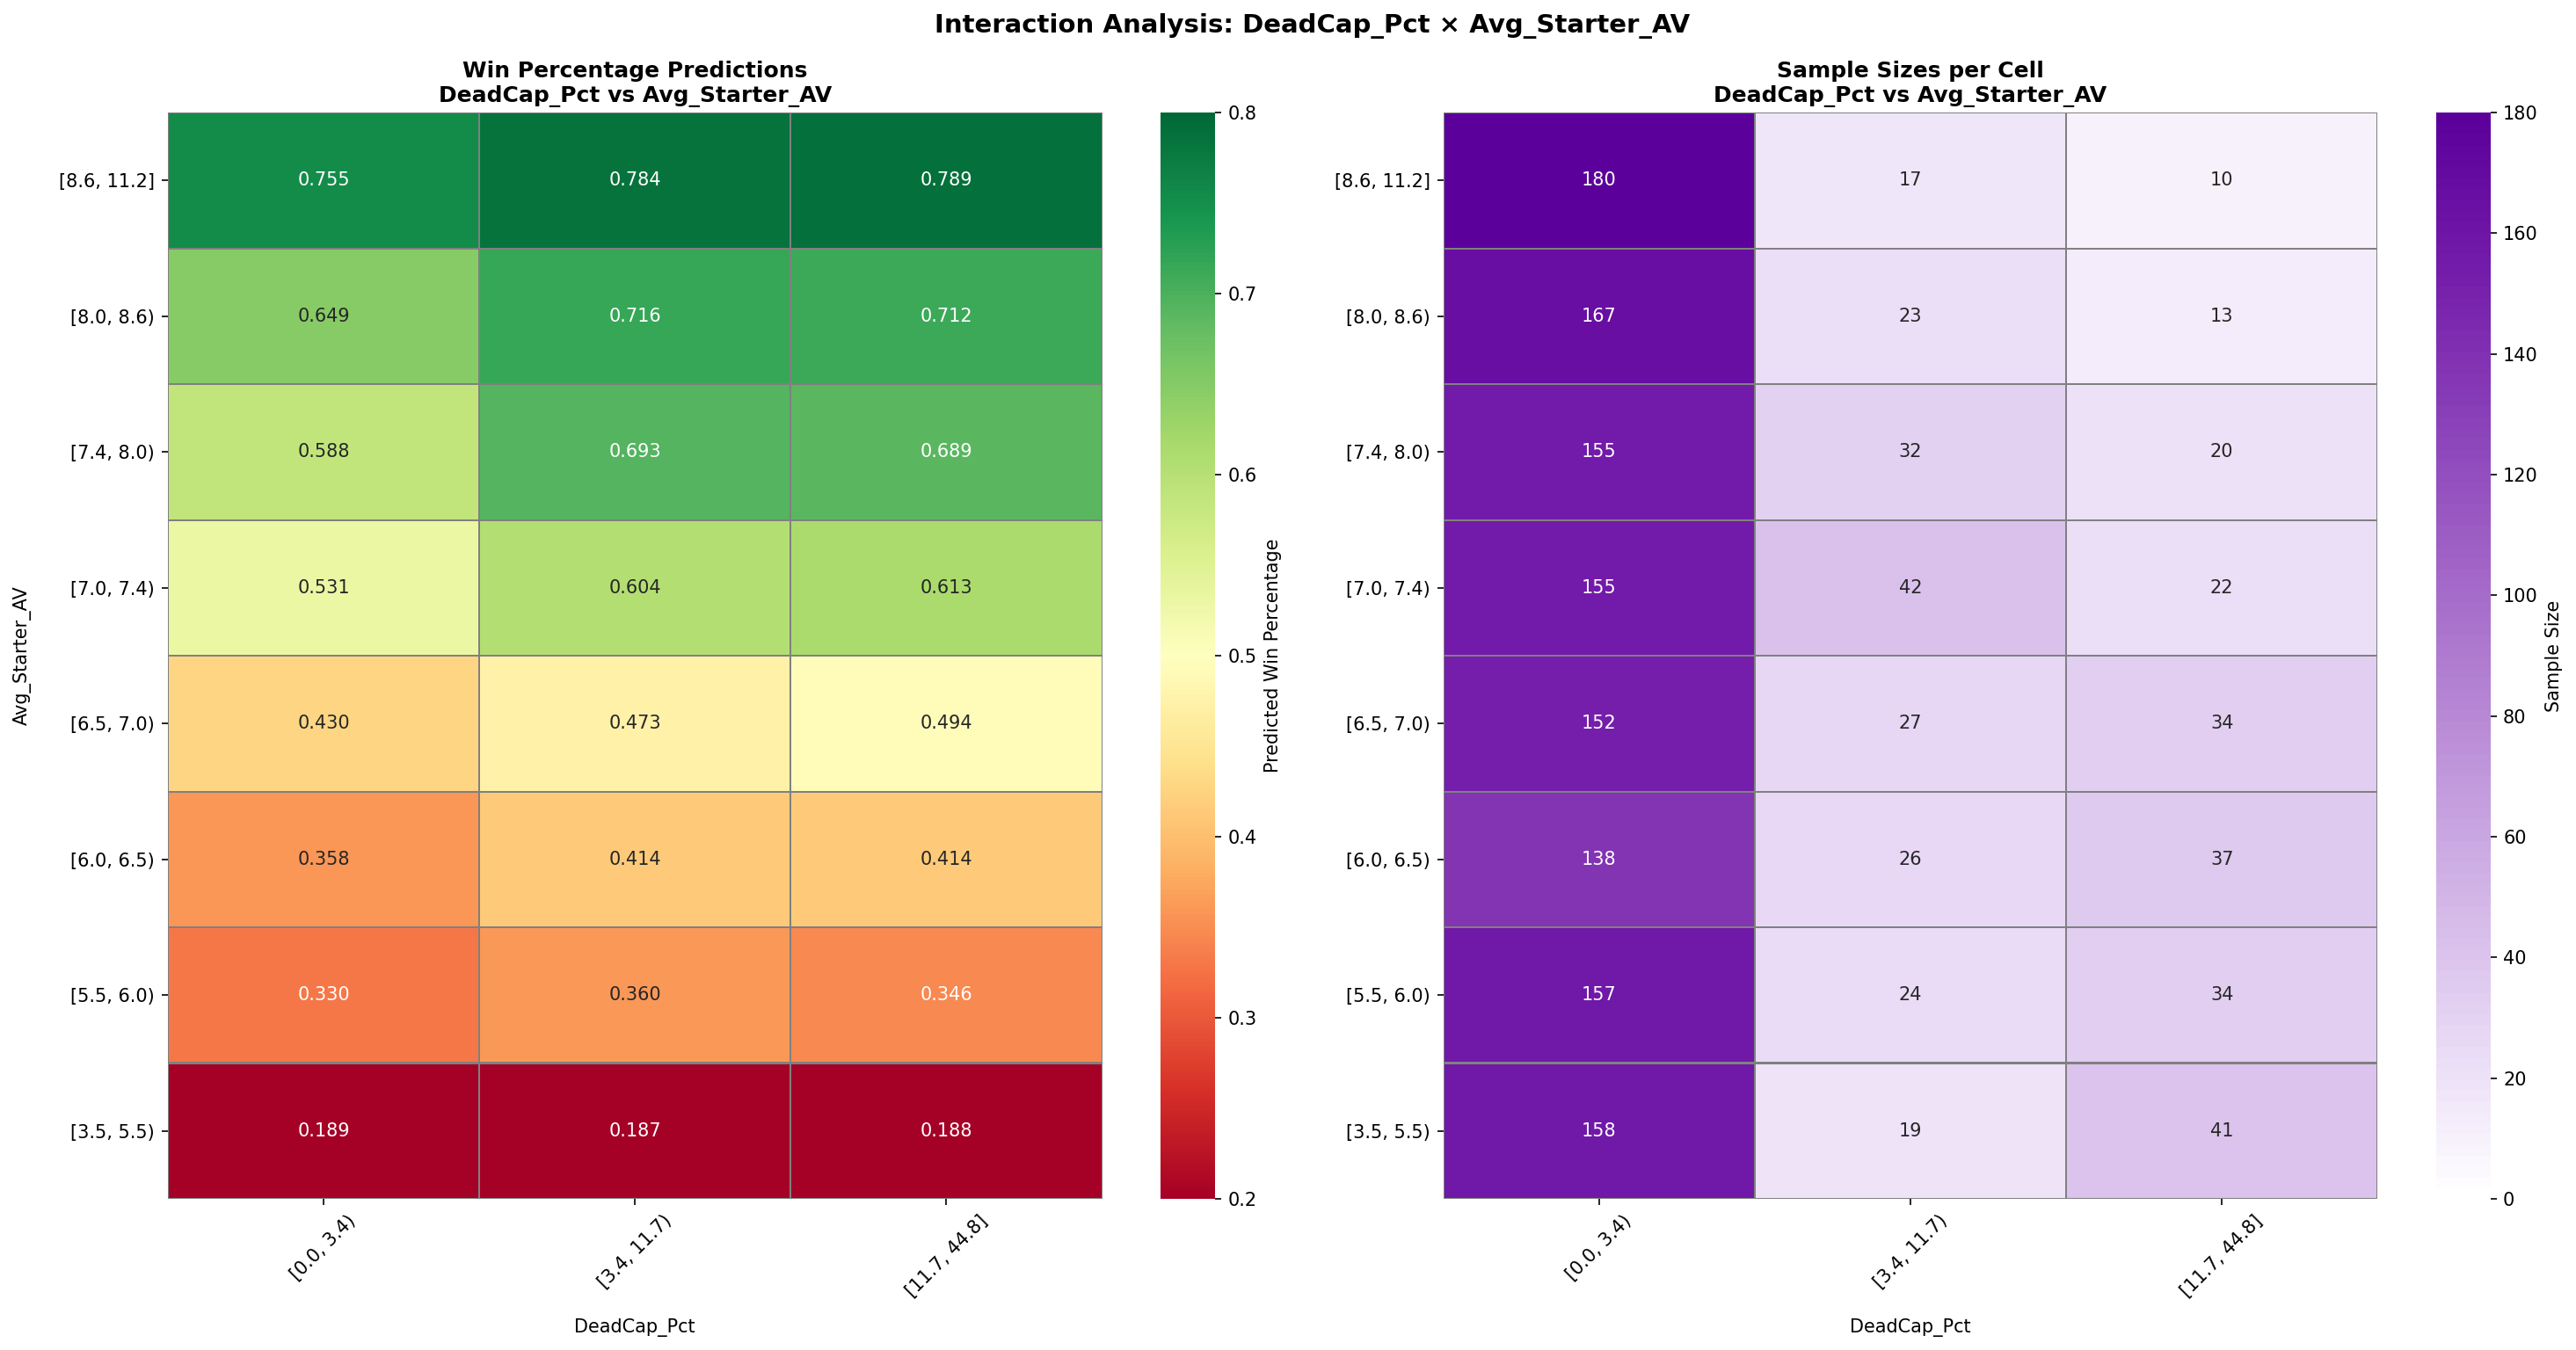 Interaction Analysis: DeadCap_Pct × Avg_Starter_AV
Win Percentage Predictions
DeadCap_Pct vs Avg_Starter_AV
Avg_Starter_AV
[8.6, 11.2] 0.755 0.784 0.789
[8.0, 8.6) 0.649 0.716 0.712
[7.4, 8.0) 0.588 0.693 0.689
[7.0, 7.4) 0.531 0.604 0.613
[6.5, 7.0) 0.430 0.473 0.494
[6.0, 6.5) 0.358 0.414 0.414
[5.5, 6.0) 0.330 0.360 0.346
[3.5, 5.5) 0.189 0.187 0.188
[0.0, 3.4) [3.4, 11.7) [11.7, 44.8]
DeadCap_Pct
0.8
0.7
0.6
0.5
0.4
0.3
0.2
Predicted Win Percentage
Sample Sizes per Cell
DeadCap_Pct vs Avg_Starter_AV
[8.6, 11.2] 180 17 10
[8.0, 8.6) 167 23 13
[7.4, 8.0) 155 32 20
[7.0, 7.4) 155 42 22
[6.5, 7.0) 152 27 34
[6.0, 6.5) 138 26 37
[5.5, 6.0) 157 24 34
[3.5, 5.5) 158 19 41
[0.0, 3.4) [3.4, 11.7) [11.7, 44.8]
DeadCap_Pct
180
160
140
120
100
80
60
40
20
0
Sample Size